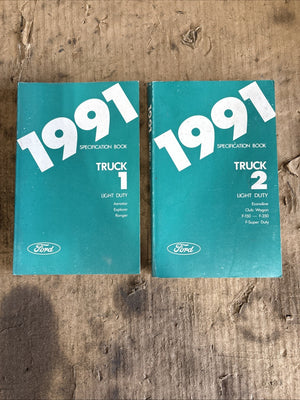 1991
SPECIFICATION BOOK
TRUCK
1
LIGHT DUTY
Aerostar
Explorer
Ranger
Ford
1991
1991
SPECIFICATION BOOK
TRUCK
2
LIGHT DUTY
Econoline
Club Wagon
F-150 — F-350
F-Super Duty
Ford